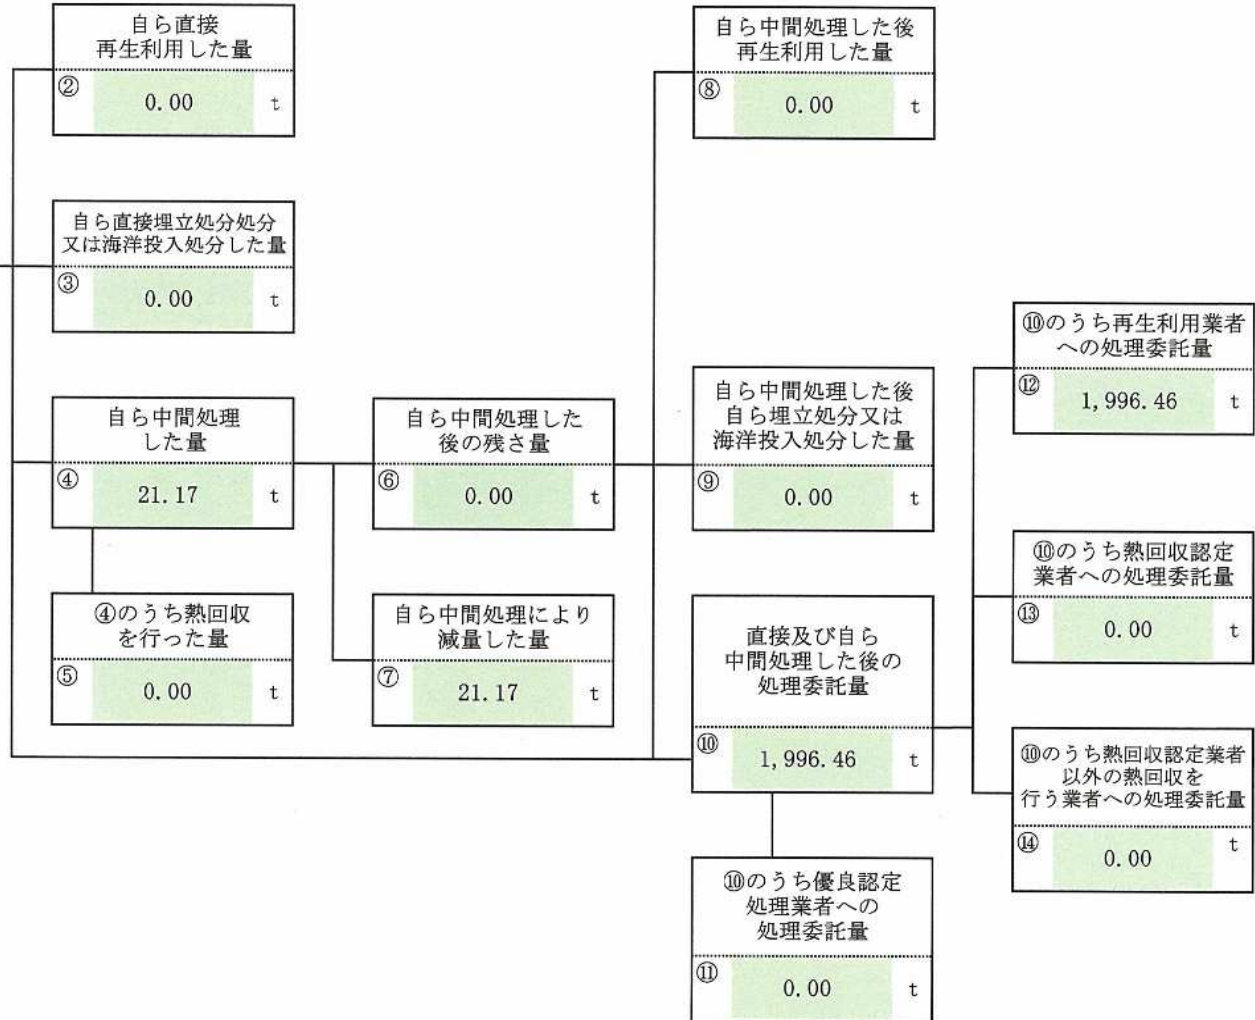 自ら直接
再生利用した量
②
0.00
t
自ら直接埋立処分処分
又は海洋投入処分した量
③
0.00
t
自ら中間処理
した量
④
21.17
t
④のうち熱回収
を行った量
⑤
0.00
t
自ら中間処理した
後の残さ量
⑥
0.00
t
自ら中間処理により
減量した量
⑦
21.17
t
自ら中間処理した後
再生利用した量
⑧
0.00
t
自ら中間処理した後
自ら埋立処分又は
海洋投入処分した量
⑨
0.00
t
直接及び自ら
中間処理した後の
処理委託量
⑩
1,996.46
t
⑩のうち優良認定
処理業者への
処理委託量
⑪
0.00
t
⑩のうち再生利用業者
への処理委託量
⑫
1,996.46
t
⑩のうち熱回収認定
業者への処理委託量
⑬
0.00
t
⑩のうち熱回収認定業者
以外の熱回収を
行う業者への処理委託量
⑭
0.00
t